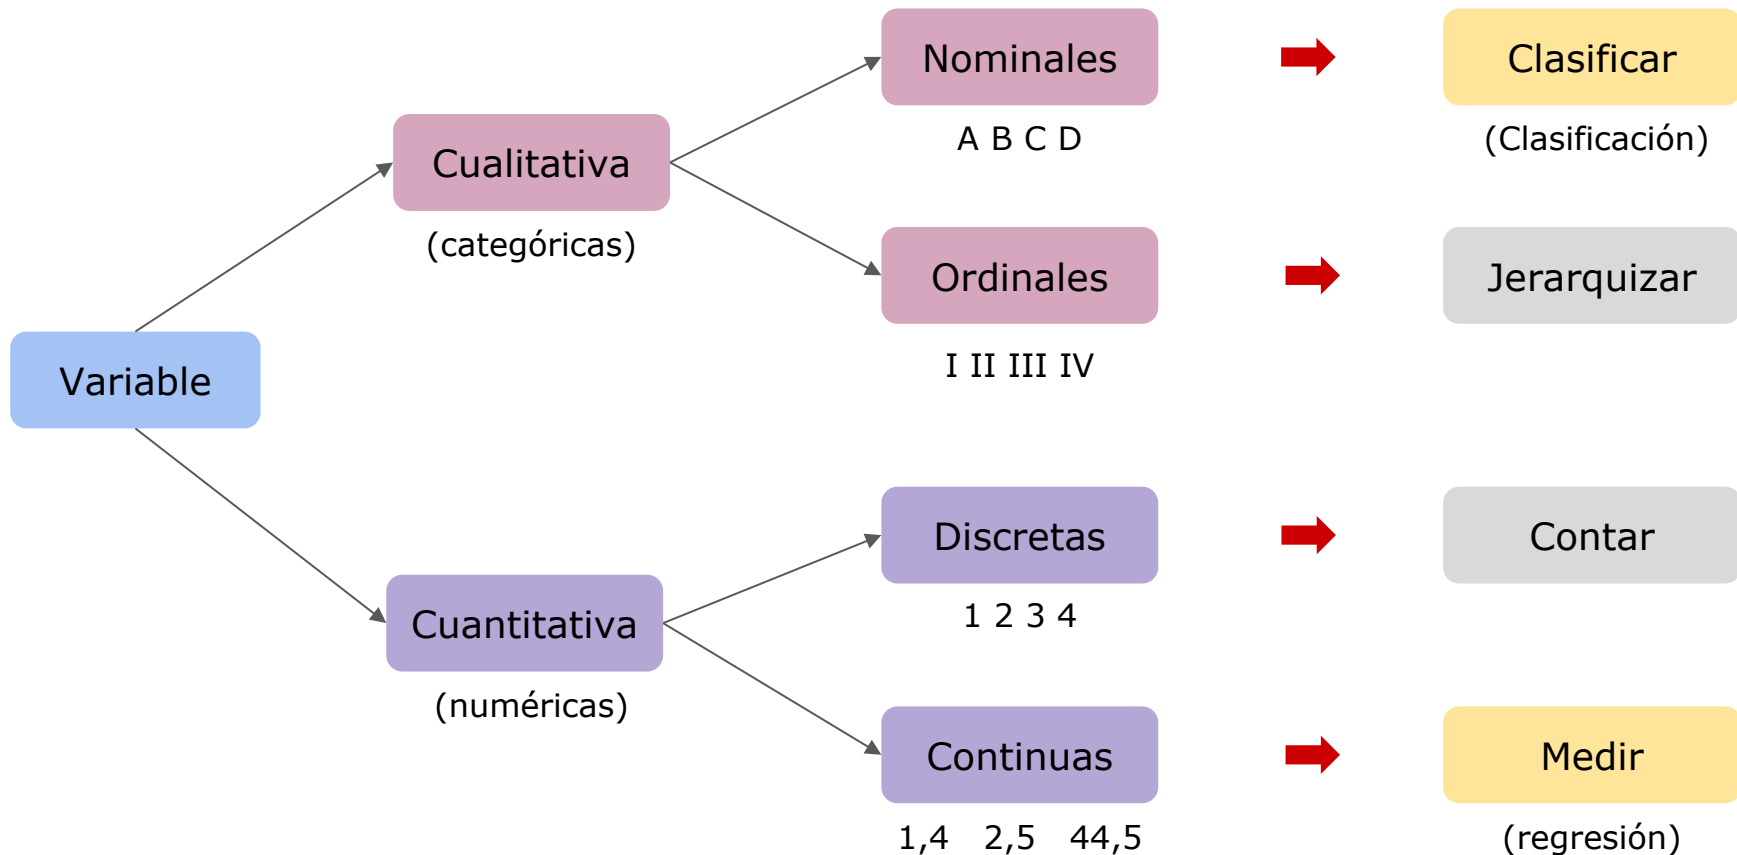 Nominales
Clasificar
A B C D
(Clasificación)
Cualitativa
(categóricas)
Ordinales
Jerarquizar
I II III IV
Variable
Discretas
Contar
1 2 3 4
Cuantitativa
(numéricas)
Continuas
Medir
1,4 2,5 44,5
(regresión)